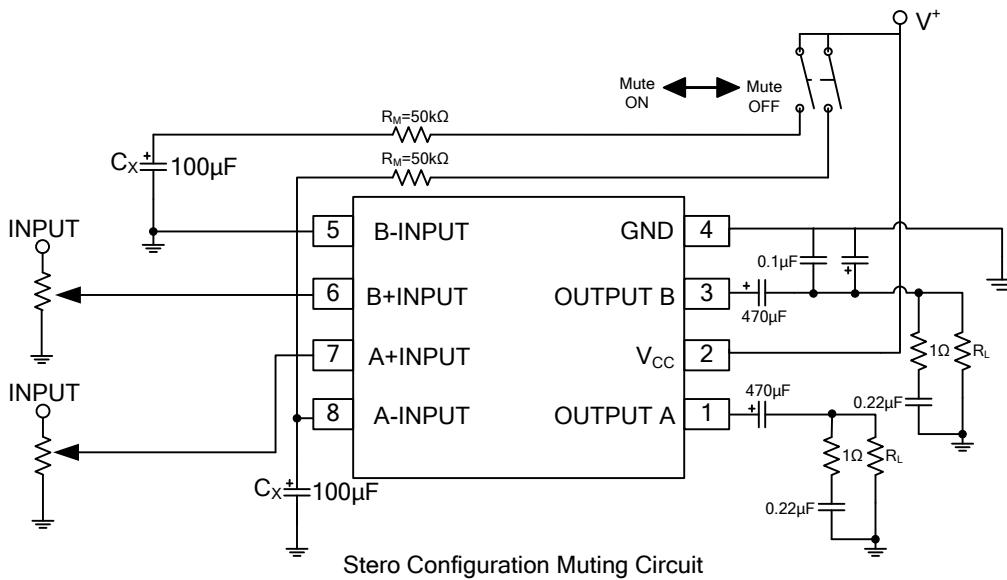 V+
Mute
ON
Mute
OFF
RM=50kΩ
CX + 100µF
RM=50kΩ
INPUT
5 B-INPUT
GND 4
0.1µF
+
6 B+INPUT
OUTPUT B 3
+
470µF
7 A+INPUT
VCC 2
1Ω
RL
INPUT
470µF
0.22µF
8 A-INPUT
OUTPUT A 1
+
1Ω
RL
CX + 100µF
0.22µF
Stero Configuration Muting Circuit